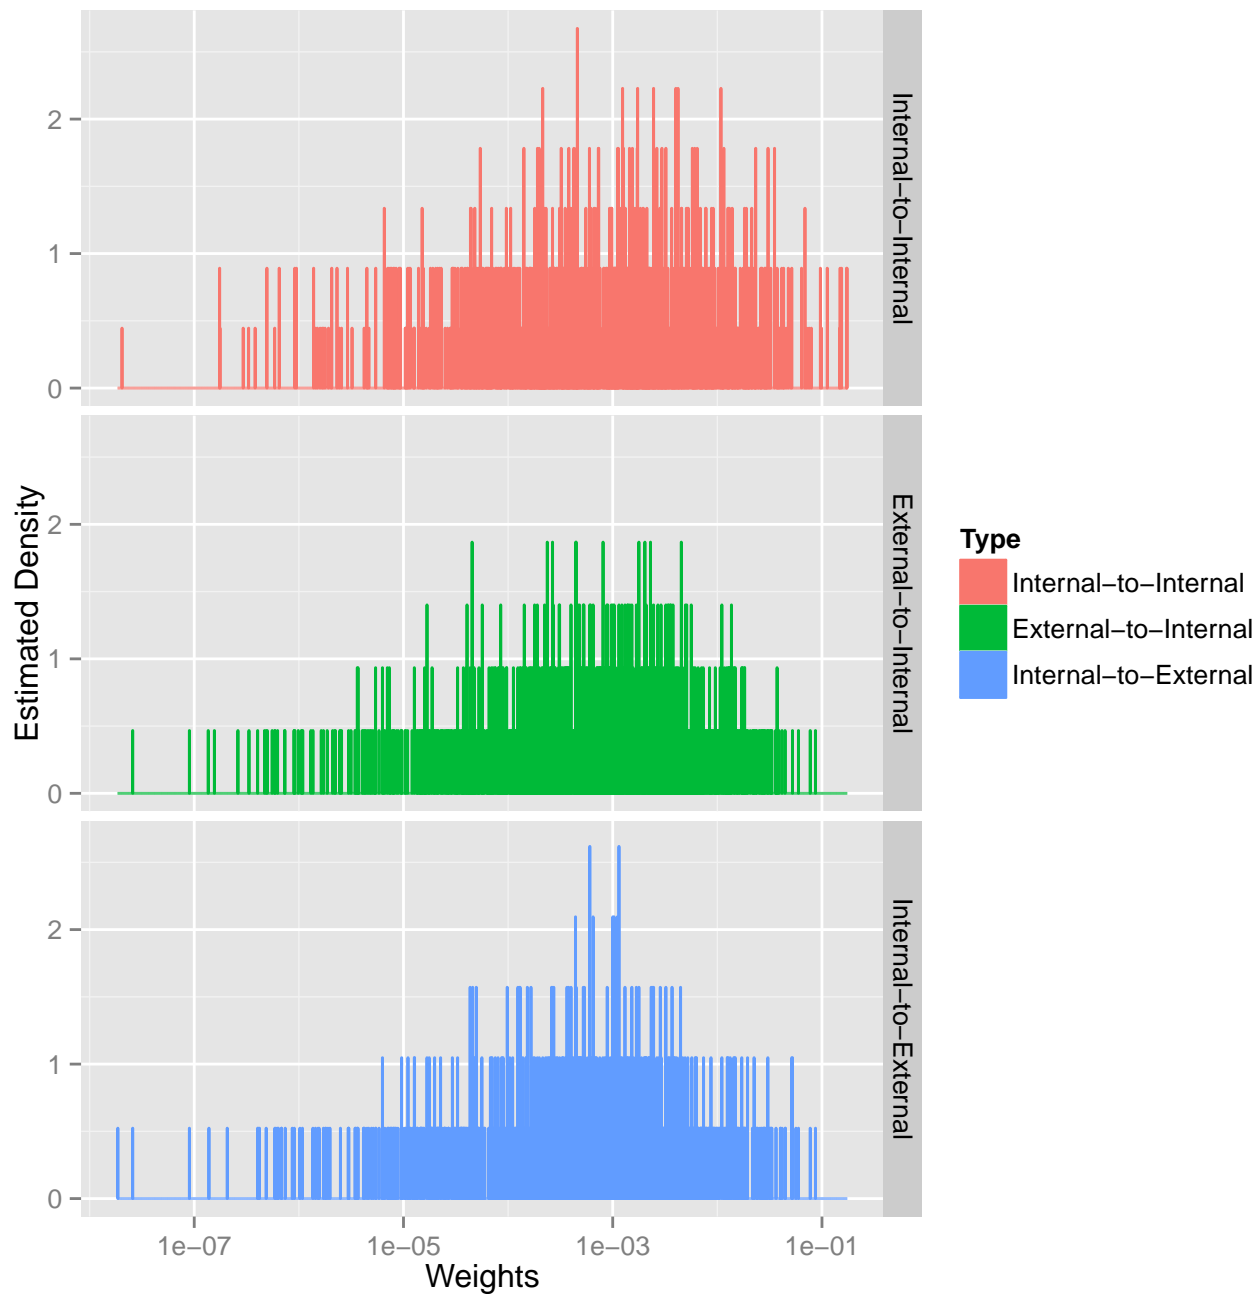 2
1
0
Internal−to−Internal
2
1
0
External−to−Internal
2
1
0
Internal−to−External
Estimated Density
1e−07
1e−05
1e−03
1e−01
Weights
Type
Internal−to−Internal
External−to−Internal
Internal−to−External